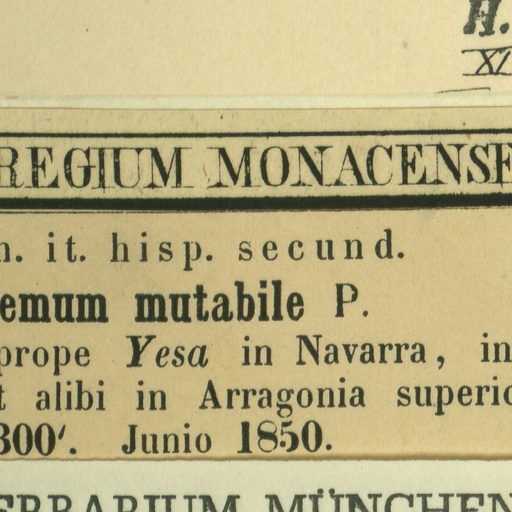 H.
XI
REGIUM MONACENSE
n. it. hisp. secund.
emum mutabile P.
prope Yesa in Navarra, in
t alibi in Arragonia superio
300′. Junio 1850.
ERBARIUM MÜNCHEN